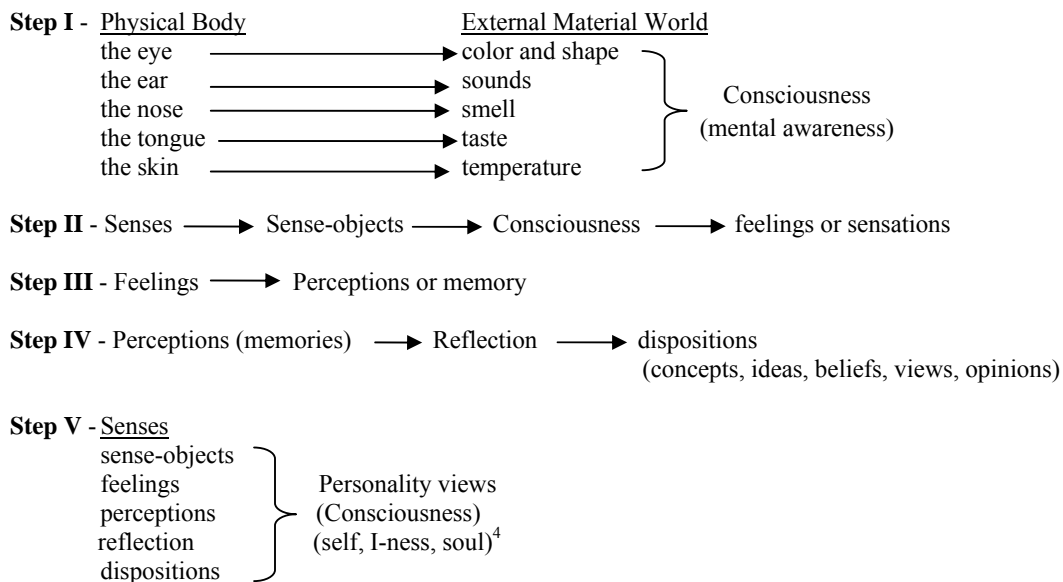 Step I - Physical Body External Material World
the eye color and shape
the ear sounds
the nose smell
the tongue taste
the skin temperature
Consciousness
(mental awareness)
Step II - Senses Sense-objects Consciousness feelings or sensations
Step III - Feelings Perceptions or memory
Step IV - Perceptions (memories) Reflection dispositions
(concepts, ideas, beliefs, views, opinions)
Step V - Senses
sense-objects
feelings
perceptions
reflection
dispositions
Personality views
(Consciousness)
(self, I-ness, soul)4